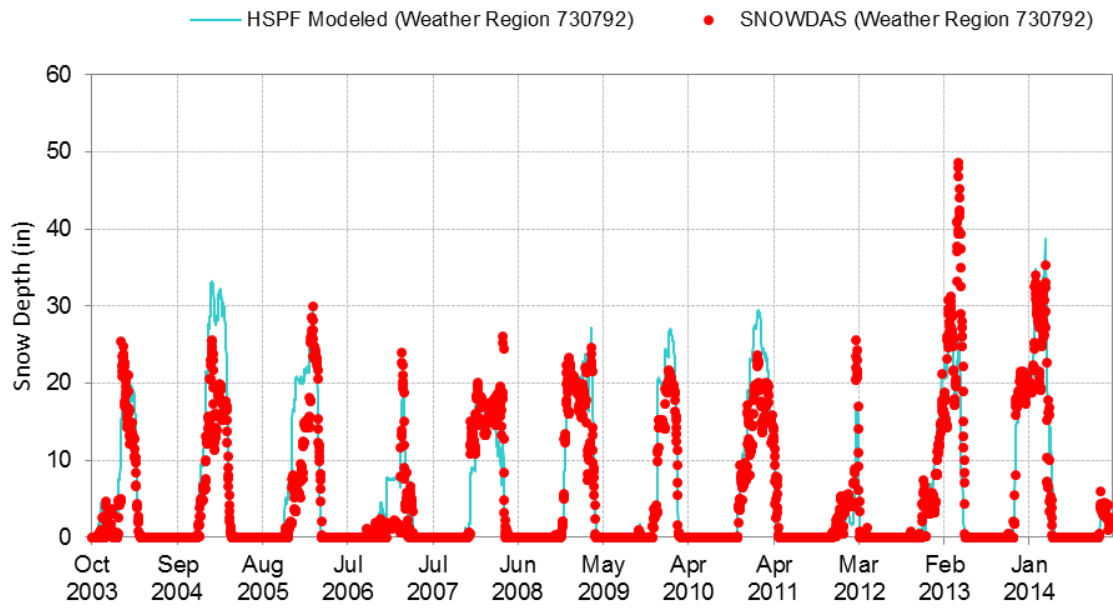 HSPF Modeled (Weather Region 730792) SNOWDAS (Weather Region 730792)
60
50
40
30
20
10
0
Snow Depth (in)
Oct Sep Aug Jul Jul Jun May Apr Apr Mar Feb Jan
2003 2004 2005 2006 2007 2008 2009 2010 2011 2012 2013 2014